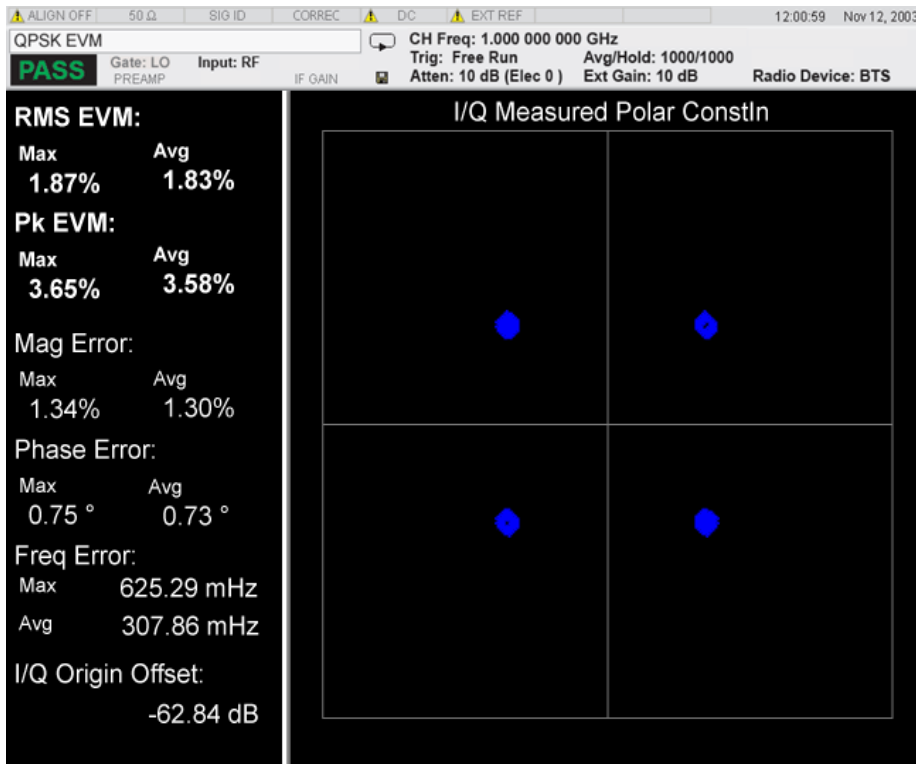 ALIGN OFF 50 Ω SIG ID CORREC DC EXT REF 12:00:59 Nov 12, 2003
QPSK EVM
PASS
Gate: LO
PREAMP
Input: RF
IF GAIN
CH Freq: 1.000 000 000 GHz
Trig: Free Run Avg/Hold: 1000/1000
Atten: 10 dB (Elec 0 ) Ext Gain: 10 dB Radio Device: BTS
RMS EVM:
Max Avg
1.87% 1.83%
Pk EVM:
Max Avg
3.65% 3.58%
Mag Error:
Max Avg
1.34% 1.30%
Phase Error:
Max Avg
0.75 ° 0.73 °
Freq Error:
Max 625.29 mHz
Avg 307.86 mHz
I/Q Origin Offset:
-62.84 dB
I/Q Measured Polar Constln